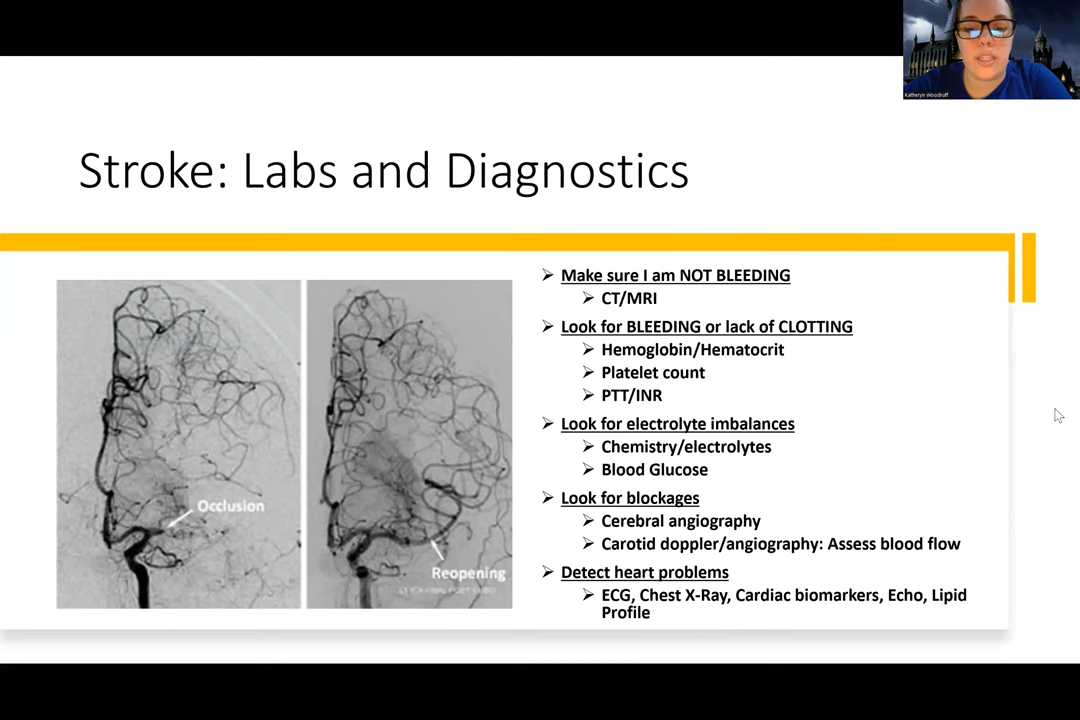 Katheryn Woodruff
Stroke: Labs and Diagnostics
Occlusion
Reopening
Make sure I am NOT BLEEDING
CT/MRI
Look for BLEEDING or lack of CLOTTING
Hemoglobin/Hematocrit
Platelet count
PTT/INR
Look for electrolyte imbalances
Chemistry/electrolytes
Blood Glucose
Look for blockages
Cerebral angiography
Carotid doppler/angiography: Assess blood flow
Detect heart problems
ECG, Chest X-Ray, Cardiac biomarkers, Echo, Lipid
Profile